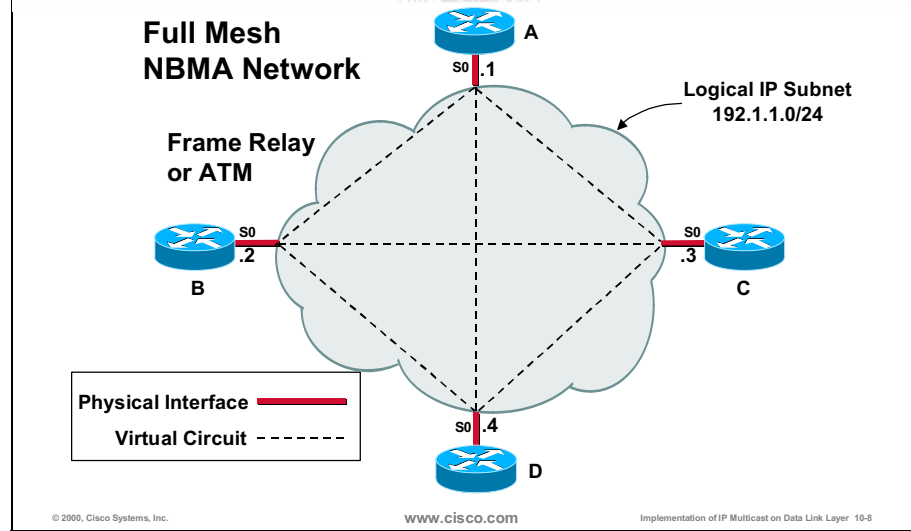 Full Mesh
NBMA Network
A
S0
.1
Logical IP Subnet
192.1.1.0/24
Frame Relay
or ATM
S0
.2
B
S0
.3
C
Physical Interface
Virtual Circuit
S0
.4
D
© 2000, Cisco Systems, Inc.
www.cisco.com
Implementation of IP Multicast on Data Link Layer 10-8